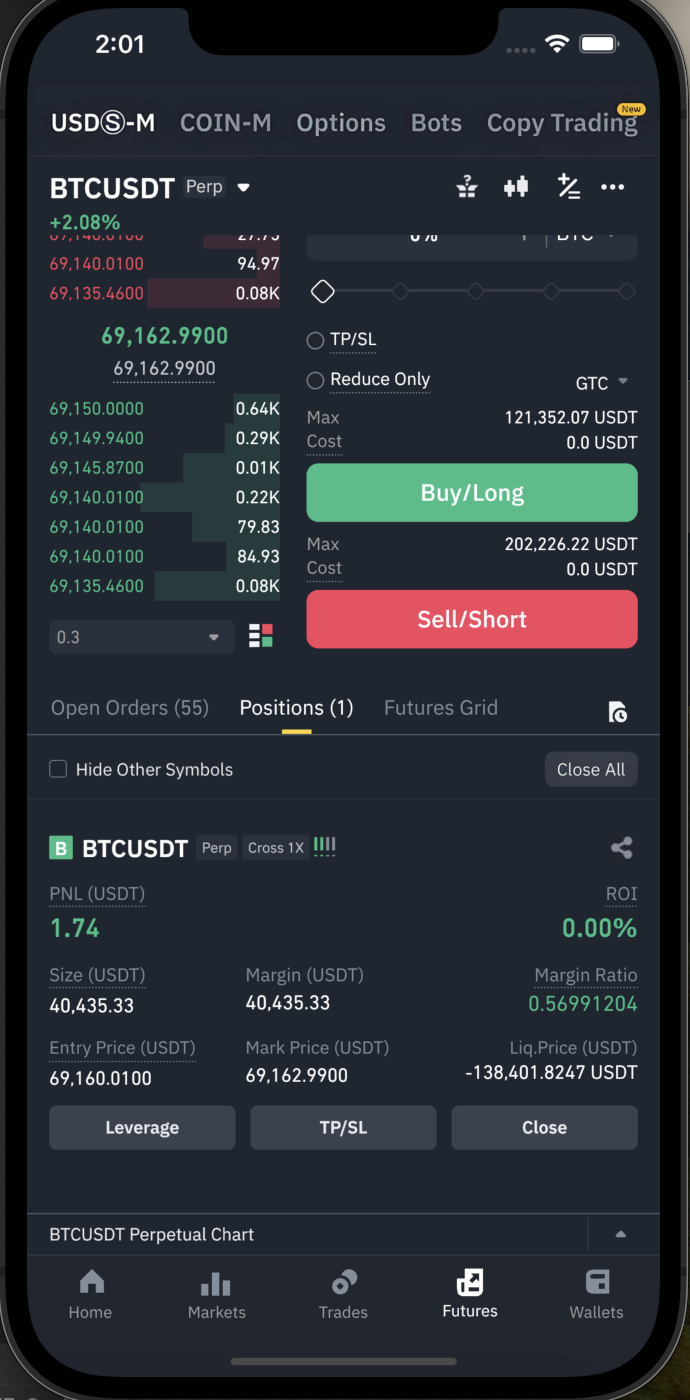 2:01
USDⓈ-M COIN-M Options Bots Copy Trading New
BTCUSDT Perp
+2.08%
69,140.0100 94.97
69,135.4600 0.08K
69,162.9900
69,162.9900
69,150.0000 0.64K
69,149.9400 0.29K
69,145.8700 0.01K
69,140.0100 0.22K
69,140.0100 79.83
69,140.0100 84.93
69,135.4600 0.08K
0.3
TP/SL
Reduce Only GTC
Max 121,352.07 USDT
Cost 0.0 USDT
Buy/Long
Max 202,226.22 USDT
Cost 0.0 USDT
Sell/Short
Open Orders (55) Positions (1) Futures Grid
Hide Other Symbols Close All
B BTCUSDT Perp Cross 1X
PNL (USDT) ROI
1.74 0.00%
Size (USDT) Margin (USDT) Margin Ratio
40,435.33 40,435.33 0.56991204
Entry Price (USDT) Mark Price (USDT) Liq.Price (USDT)
69,160.0100 69,162.9900 -138,401.8247 USDT
Leverage TP/SL Close
BTCUSDT Perpetual Chart
Home Markets Trades Futures Wallets